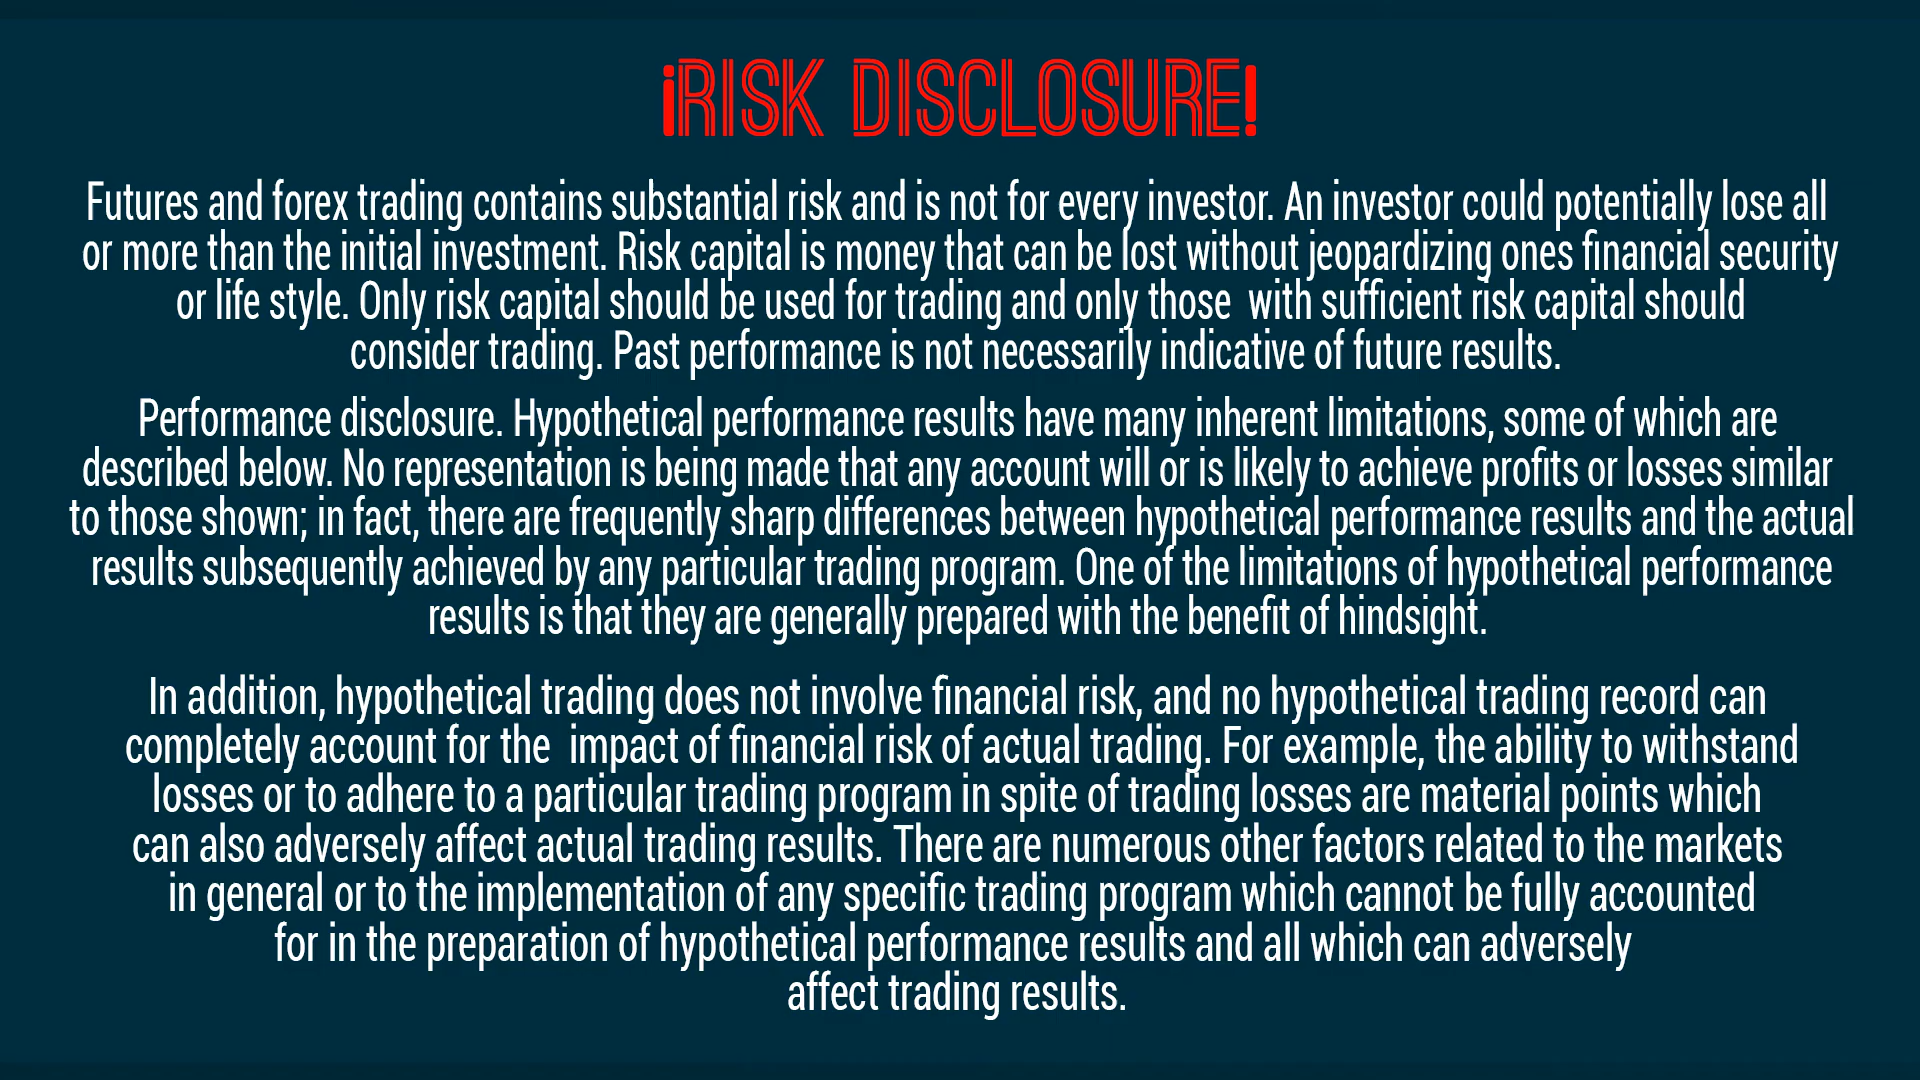 ¡RISK DISCLOSURE!
Futures and forex trading contains substantial risk and is not for every investor. An investor could potentially lose all
or more than the initial investment. Risk capital is money that can be lost without jeopardizing ones financial security
or life style. Only risk capital should be used for trading and only those  with sufficient risk capital should
consider trading. Past performance is not necessarily indicative of future results.
Performance disclosure. Hypothetical performance results have many inherent limitations, some of which are
described below. No representation is being made that any account will or is likely to achieve profits or losses similar
to those shown; in fact, there are frequently sharp differences between hypothetical performance results and the actual
results subsequently achieved by any particular trading program. One of the limitations of hypothetical performance
results is that they are generally prepared with the benefit of hindsight.
In addition, hypothetical trading does not involve financial risk, and no hypothetical trading record can
completely account for the  impact of financial risk of actual trading. For example, the ability to withstand
losses or to adhere to a particular trading program in spite of trading losses are material points which
can also adversely affect actual trading results. There are numerous other factors related to the markets
in general or to the implementation of any specific trading program which cannot be fully accounted
for in the preparation of hypothetical performance results and all which can adversely
affect trading results.